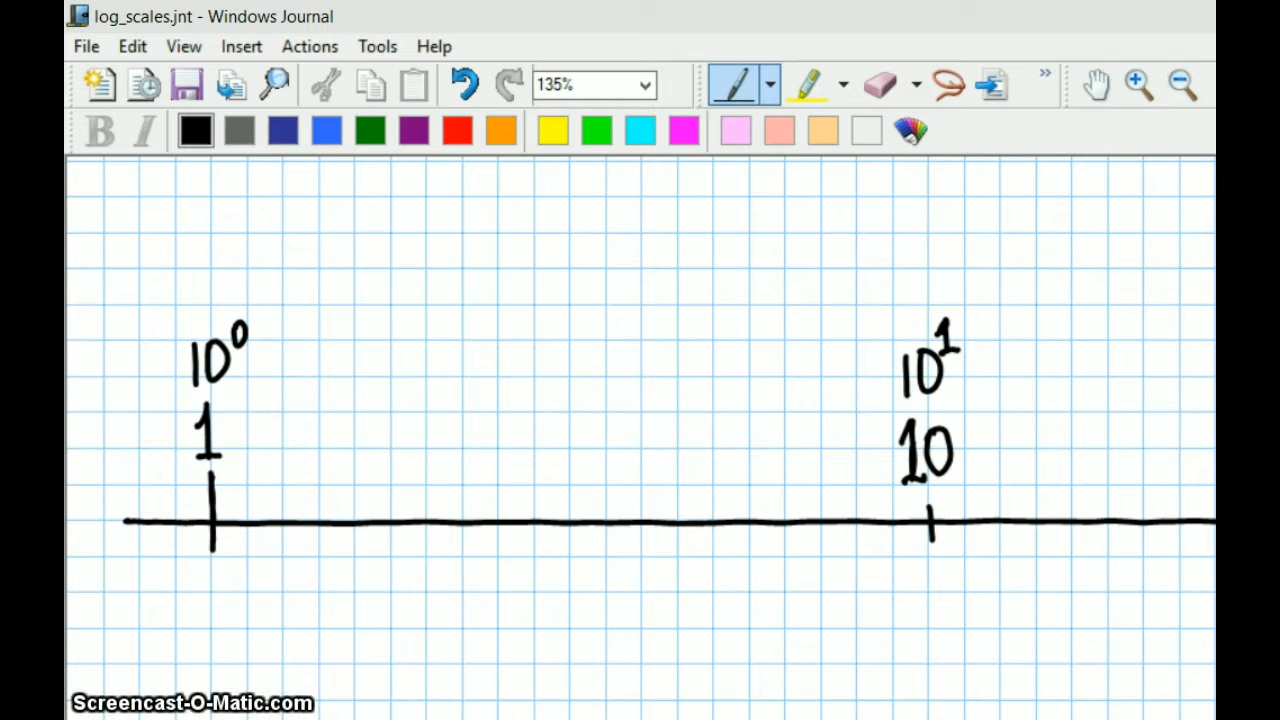 log_scales.jnt - Windows Journal
File Edit View Insert Actions Tools Help
135%
B I
10⁰ 10¹
1 10
Screencast-O-Matic.com